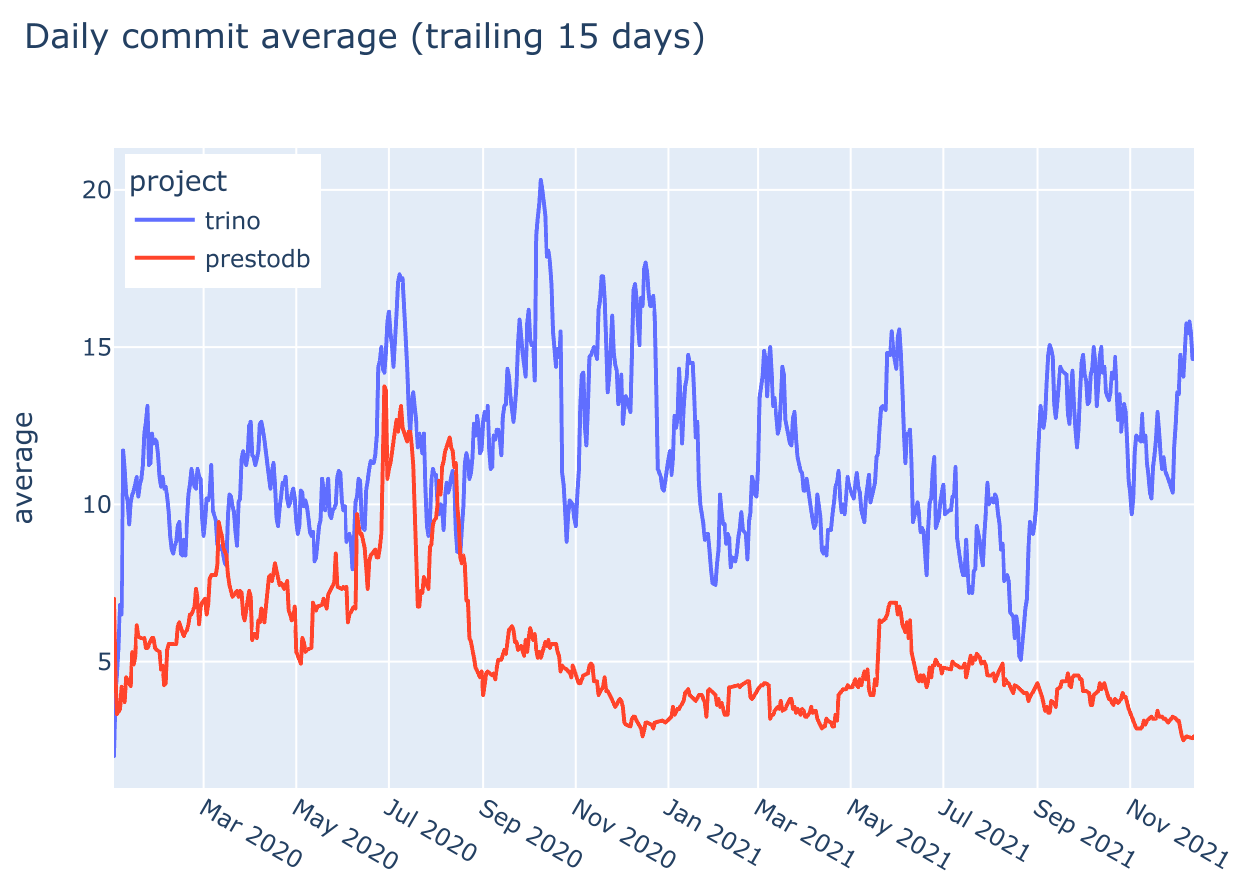 Daily commit average (trailing 15 days)
project
trino
prestodb
20
15
10
5
average
Mar 2020
May 2020
Jul 2020
Sep 2020
Nov 2020
Jan 2021
Mar 2021
May 2021
Jul 2021
Sep 2021
Nov 2021